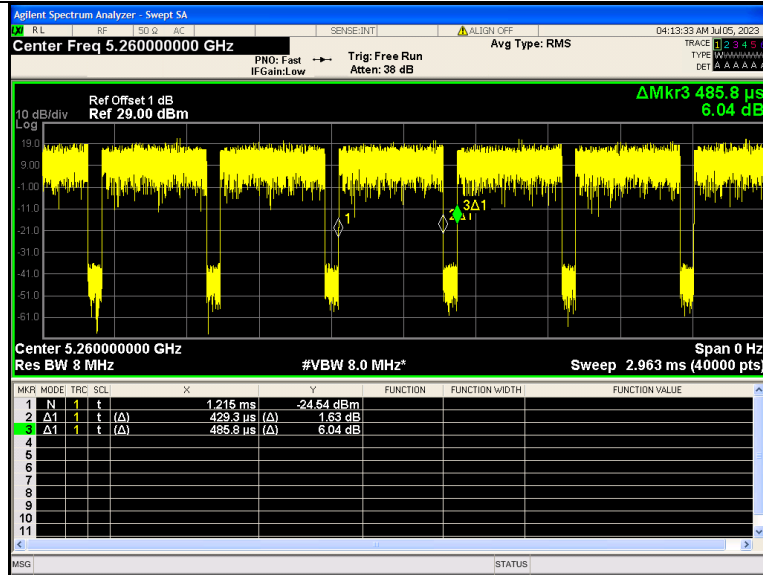 Agilent Spectrum Analyzer - Swept SA
RL RF 50 Ω AC SENSE:INT ALIGN OFF 04:13:33 AM Jul 05, 2023
Center Freq 5.260000000 GHz Avg Type: RMS TRACE 1 2 3 4 5
PNO: Fast Trig: Free Run TYPE
IFGain:Low Atten: 38 dB DET A A A A A
ΔMkr3 485.8 µs
6.04 dB
Ref Offset 1 dB
10 dB/div Ref 29.00 dBm
Log
19.0
9.00
-1.00
-11.0
-21.0
-31.0
-41.0
-51.0
-61.0
1
2Δ1
3Δ1
Center 5.260000000 GHz Span 0 Hz
Res BW 8 MHz #VBW 8.0 MHz* Sweep 2.963 ms (40000 pts)
MKR MODE TRC SCL X Y FUNCTION FUNCTION WIDTH FUNCTION VALUE
1 N 1 t 1.215 ms -24.54 dBm
2 Δ1 1 t (Δ) 429.3 µs (Δ) 1.63 dB
3 Δ1 1 t (Δ) 485.8 µs (Δ) 6.04 dB
4
5
6
7
8
9
10
11
MSG STATUS